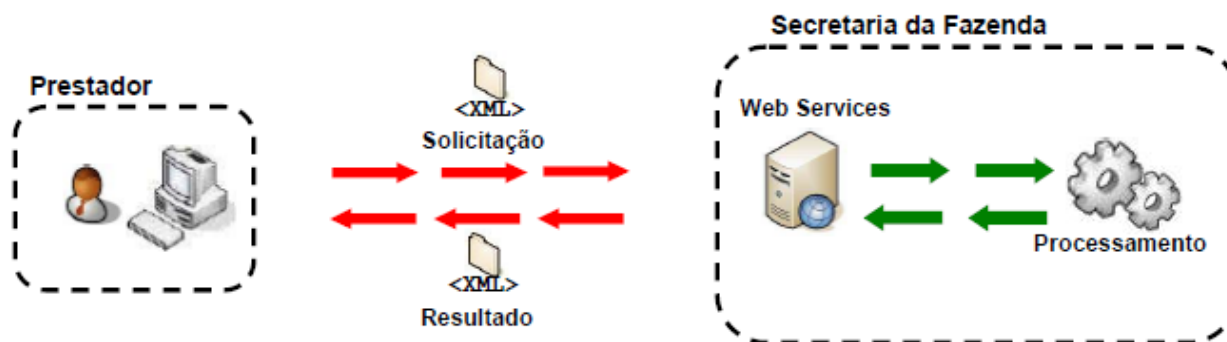 Secretaria da Fazenda
Prestador
<XML>
Solicitação
Web Services
Processamento
<XML>
Resultado